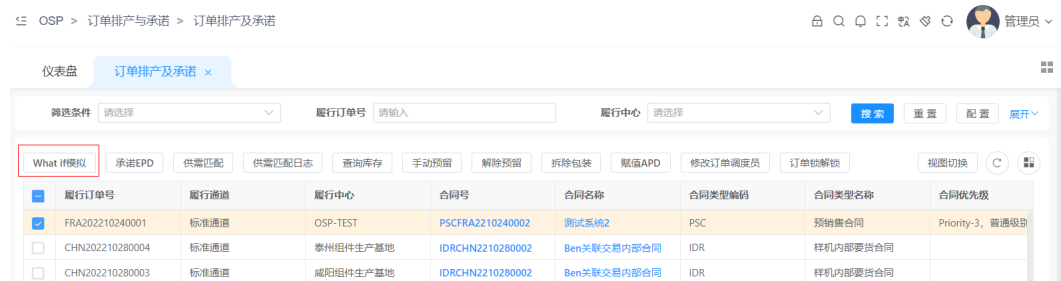 OSP > 订单排产与承诺 > 订单排产及承诺 管理员
仪表盘 订单排产及承诺 ×
筛选条件 请选择 履行订单号 请输入 履行中心 请选择 搜索 重置 配置 展开
What if模拟 承诺EPD 供需匹配 供需匹配日志 查询库存 手动预留 解除预留 拆除包装 赋值APD 修改订单调度员 订单锁解锁 视图切换
履行订单号 履行通道 履行中心 合同号 合同名称 合同类型编码 合同类型名称 合同优先级
FRA202210240001 标准通道 OSP-TEST PSCFRA2210240002 测试系统2 PSC 预销售合同 Priority-3，普通级别
CHN202210280004 标准通道 泰州组件生产基地 IDRCHN2210280002 Ben关联交易内部合同 IDR 样机内部要货合同
CHN202210280003 标准通道 咸阳组件生产基地 IDRCHN2210280002 Ben关联交易内部合同 IDR 样机内部要货合同